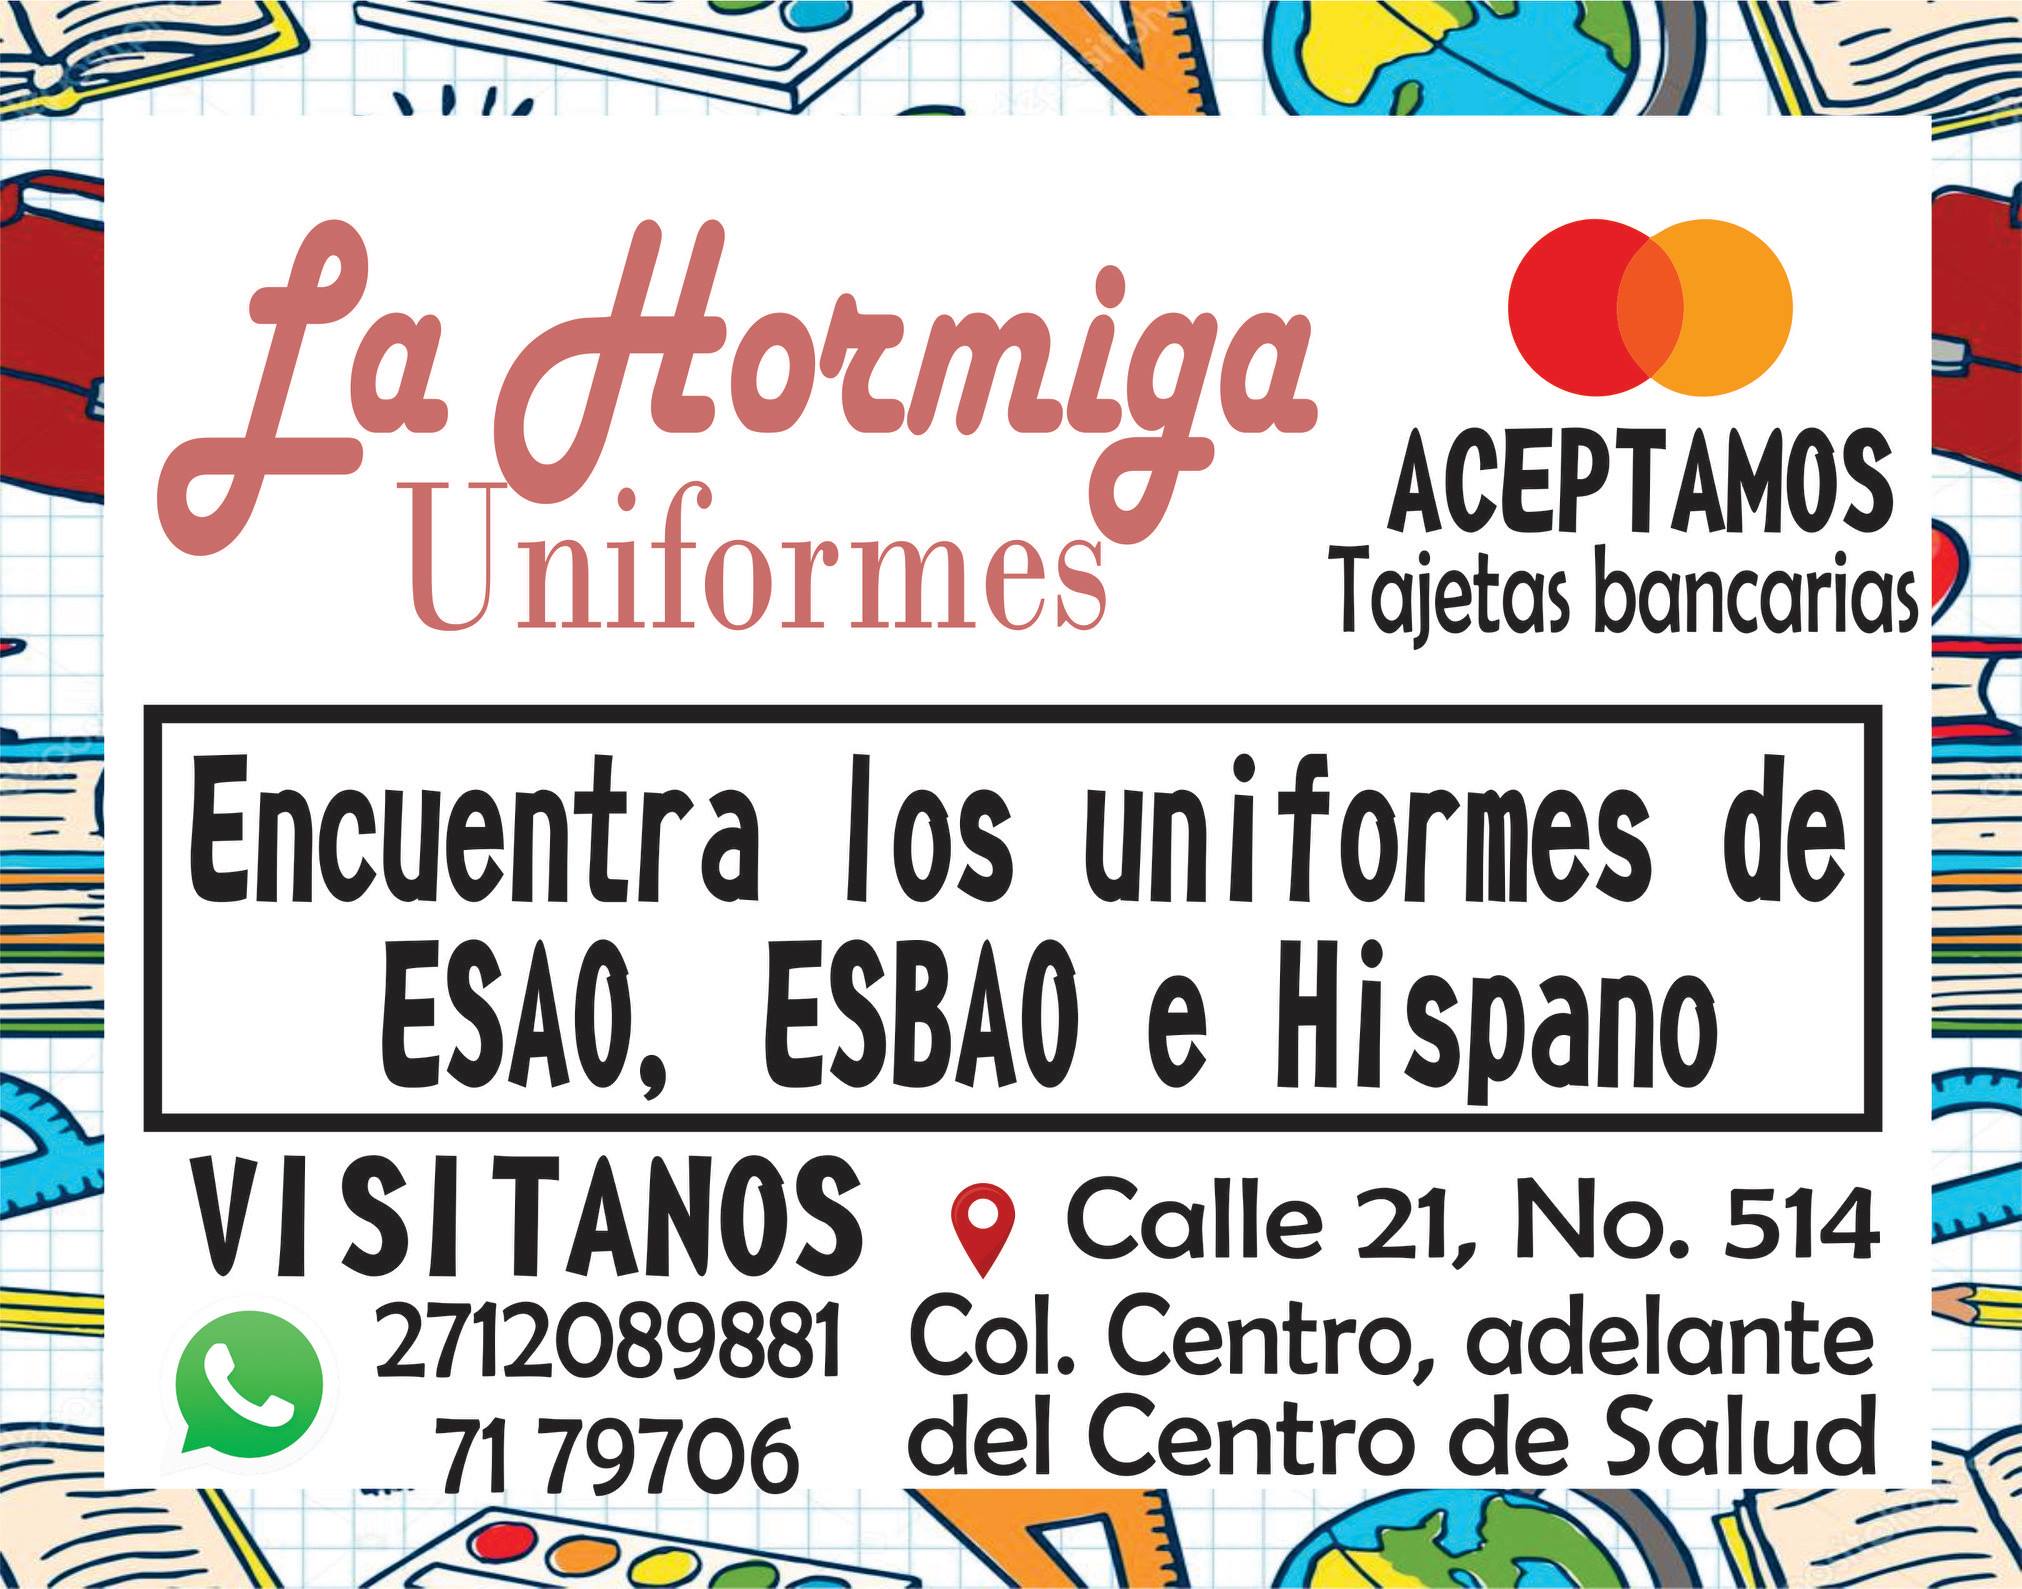 La Hormiga
Uniformes
ACEPTAMOS
Tajetas bancarias
Encuentra los uniformes de
ESAO, ESBAO e Hispano
VISITANOS
2712089881
71 79706
Calle 21, No. 514
Col. Centro, adelante
del Centro de Salud